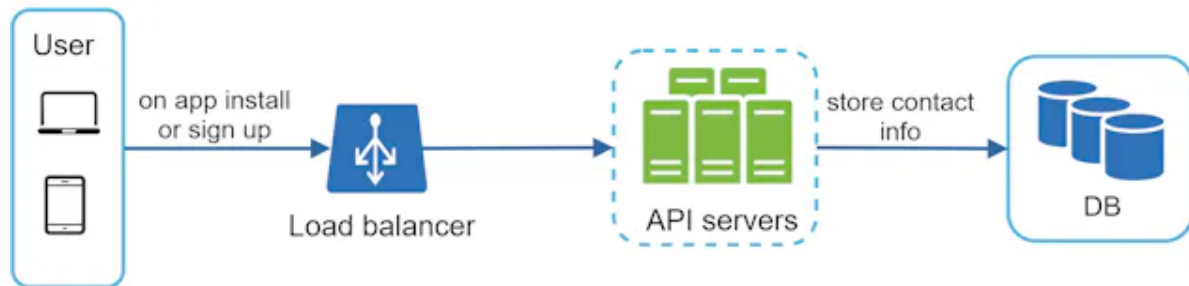 User
on app install
or sign up
Load balancer
API servers
store contact
info
DB